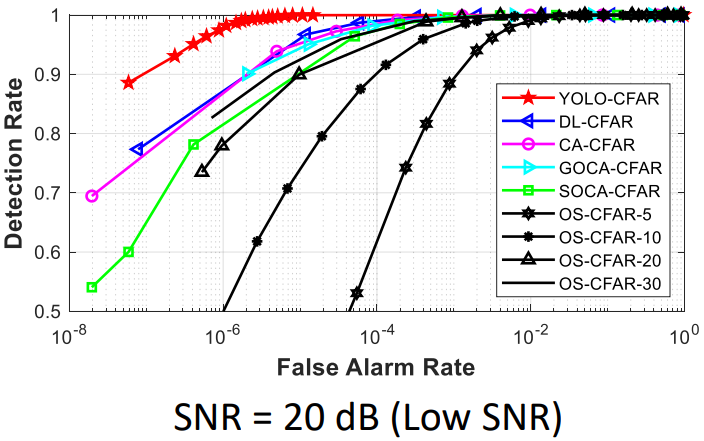 1
0.9
0.8
0.7
0.6
0.5
Detection Rate
10^-8
10^-6
10^-4
10^-2
10^0
False Alarm Rate
YOLO-CFAR
DL-CFAR
CA-CFAR
GOCA-CFAR
SOCA-CFAR
OS-CFAR-5
OS-CFAR-10
OS-CFAR-20
OS-CFAR-30
SNR = 20 dB (Low SNR)